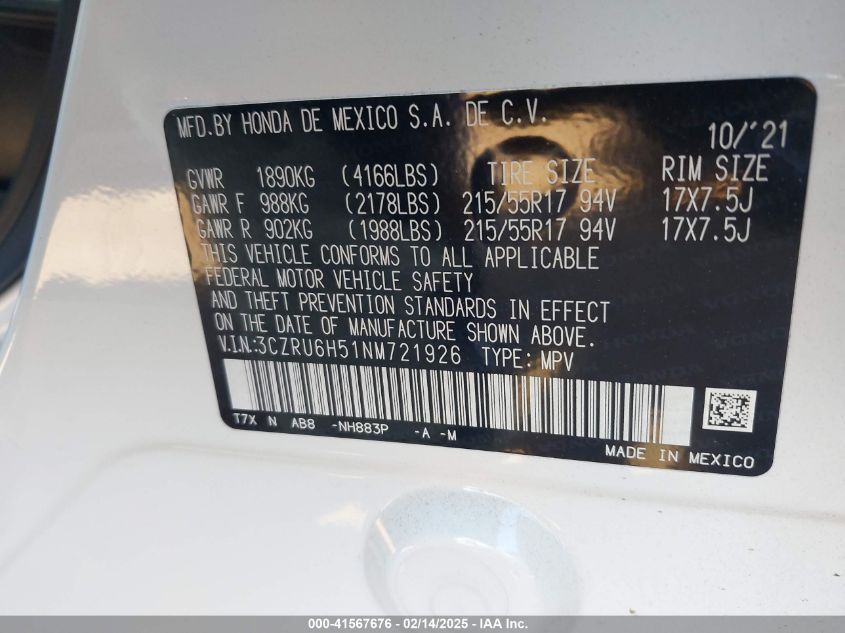 MFD.BY HONDA DE MEXICO S.A. DE C.V.
10/'21
GVWR 1890KG (4166LBS) TIRE SIZE RIM SIZE
GAWR F 988KG (2178LBS) 215/55R17 94V 17X7.5J
GAWR R 902KG (1988LBS) 215/55R17 94V 17X7.5J
THIS VEHICLE CONFORMS TO ALL APPLICABLE
FEDERAL MOTOR VEHICLE SAFETY
AND THEFT PREVENTION STANDARDS IN EFFECT
ON THE DATE OF MANUFACTURE SHOWN ABOVE.
V.I.N.:3CZRU6H51NM721926 TYPE: MPV
T7X N AB8 -NH883P -A -M
MADE IN MEXICO
000-41567676 - 02/14/2025 - IAAI.com